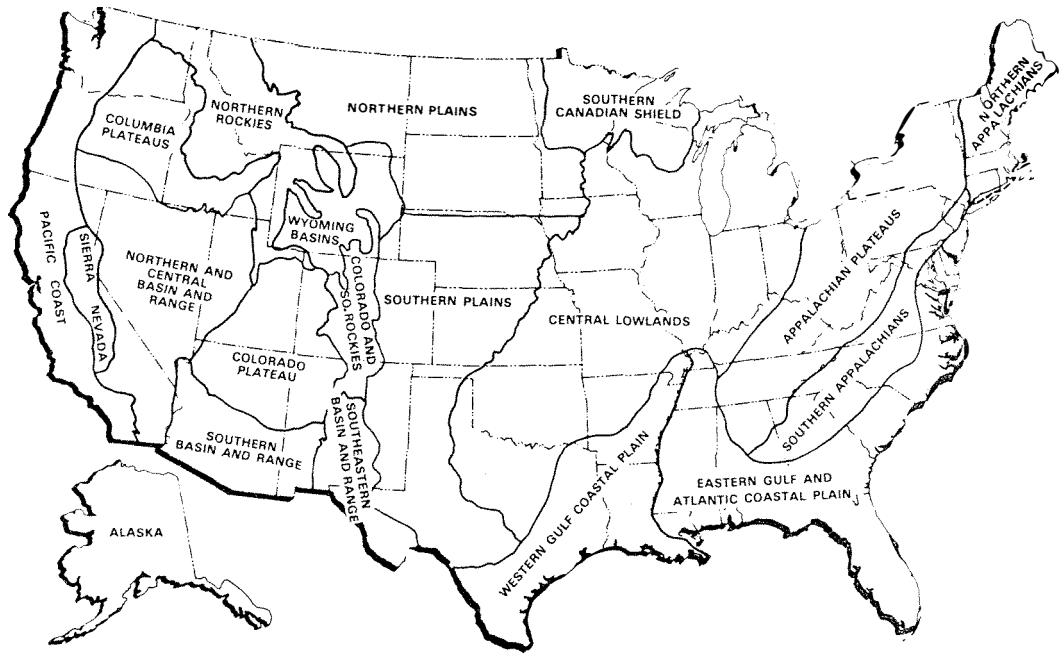 NORTHERN
ROCKIES
NORTHERN PLAINS
SOUTHERN
CANADIAN SHIELD
NORTHERN
APPALACHIANS
COLUMBIA
PLATEAUS
PACIFIC COAST
SIERRA NEVADA
NORTHERN AND
CENTRAL
BASIN AND
RANGE
WYOMING
BASINS
COLORADO AND
SO. ROCKIES
SOUTHERN PLAINS
CENTRAL LOWLANDS
APPALACHIAN PLATEAUS
SOUTHERN APPALACHIANS
COLORADO
PLATEAU
SOUTHERN
BASIN AND RANGE
SOUTHEASTERN
BASIN AND RANGE
WESTERN GULF COASTAL PLAIN
EASTERN GULF AND
ATLANTIC COASTAL PLAIN
ALASKA